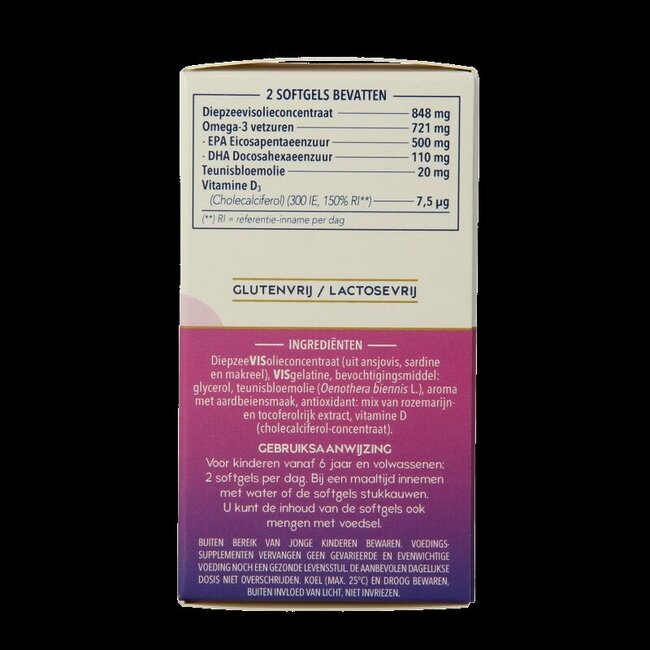 2 SOFTGELS BEVATTEN
Diepzeevisolieconcentraat 848 mg
Omega-3 vetzuren 721 mg
- EPA Eicosapentaeenzuur 500 mg
- DHA Docosahexaeenzuur 110 mg
Teunisbloemolie 20 mg
Vitamine D3
(Cholecalciferol) (300 IE, 150% RI**) 7,5 µg
(**) RI = referentie-inname per dag
GLUTENVRIJ / LACTOSEVRIJ
INGREDIËNTEN
DiepzeeVISolieconcentraat (uit ansjovis, sardine
en makreel), VISgelatine, bevochtigingsmiddel:
glycerol, teunisbloemolie (Oenothera biennis L.), aroma
met aardbeiensmaak, antioxidant: mix van rozemarijn-
en tocoferolrijk extract, vitamine D
(cholecalciferol-concentraat).
GEBRUIKSAANWIJZING
Voor kinderen vanaf 6 jaar en volwassenen:
2 softgels per dag. Bij een maaltijd innemen
met water of de softgels stukkauwen.
U kunt de inhoud van de softgels ook
mengen met voedsel.
BUITEN BEREIK VAN JONGE KINDEREN BEWAREN. VOEDINGS-
SUPPLEMENTEN VERVANGEN GEEN GEVARIEERDE EN EVENWICHTIGE
VOEDING NOCH EEN GEZONDE LEVENSSTIJL. DE AANBEVOLEN DAGELIJKSE
DOSIS NIET OVERSCHRIJDEN. KOEL (MAX. 25°C) EN DROOG BEWAREN,
BUITEN INVLOED VAN LICHT, NIET INVRIEZEN.